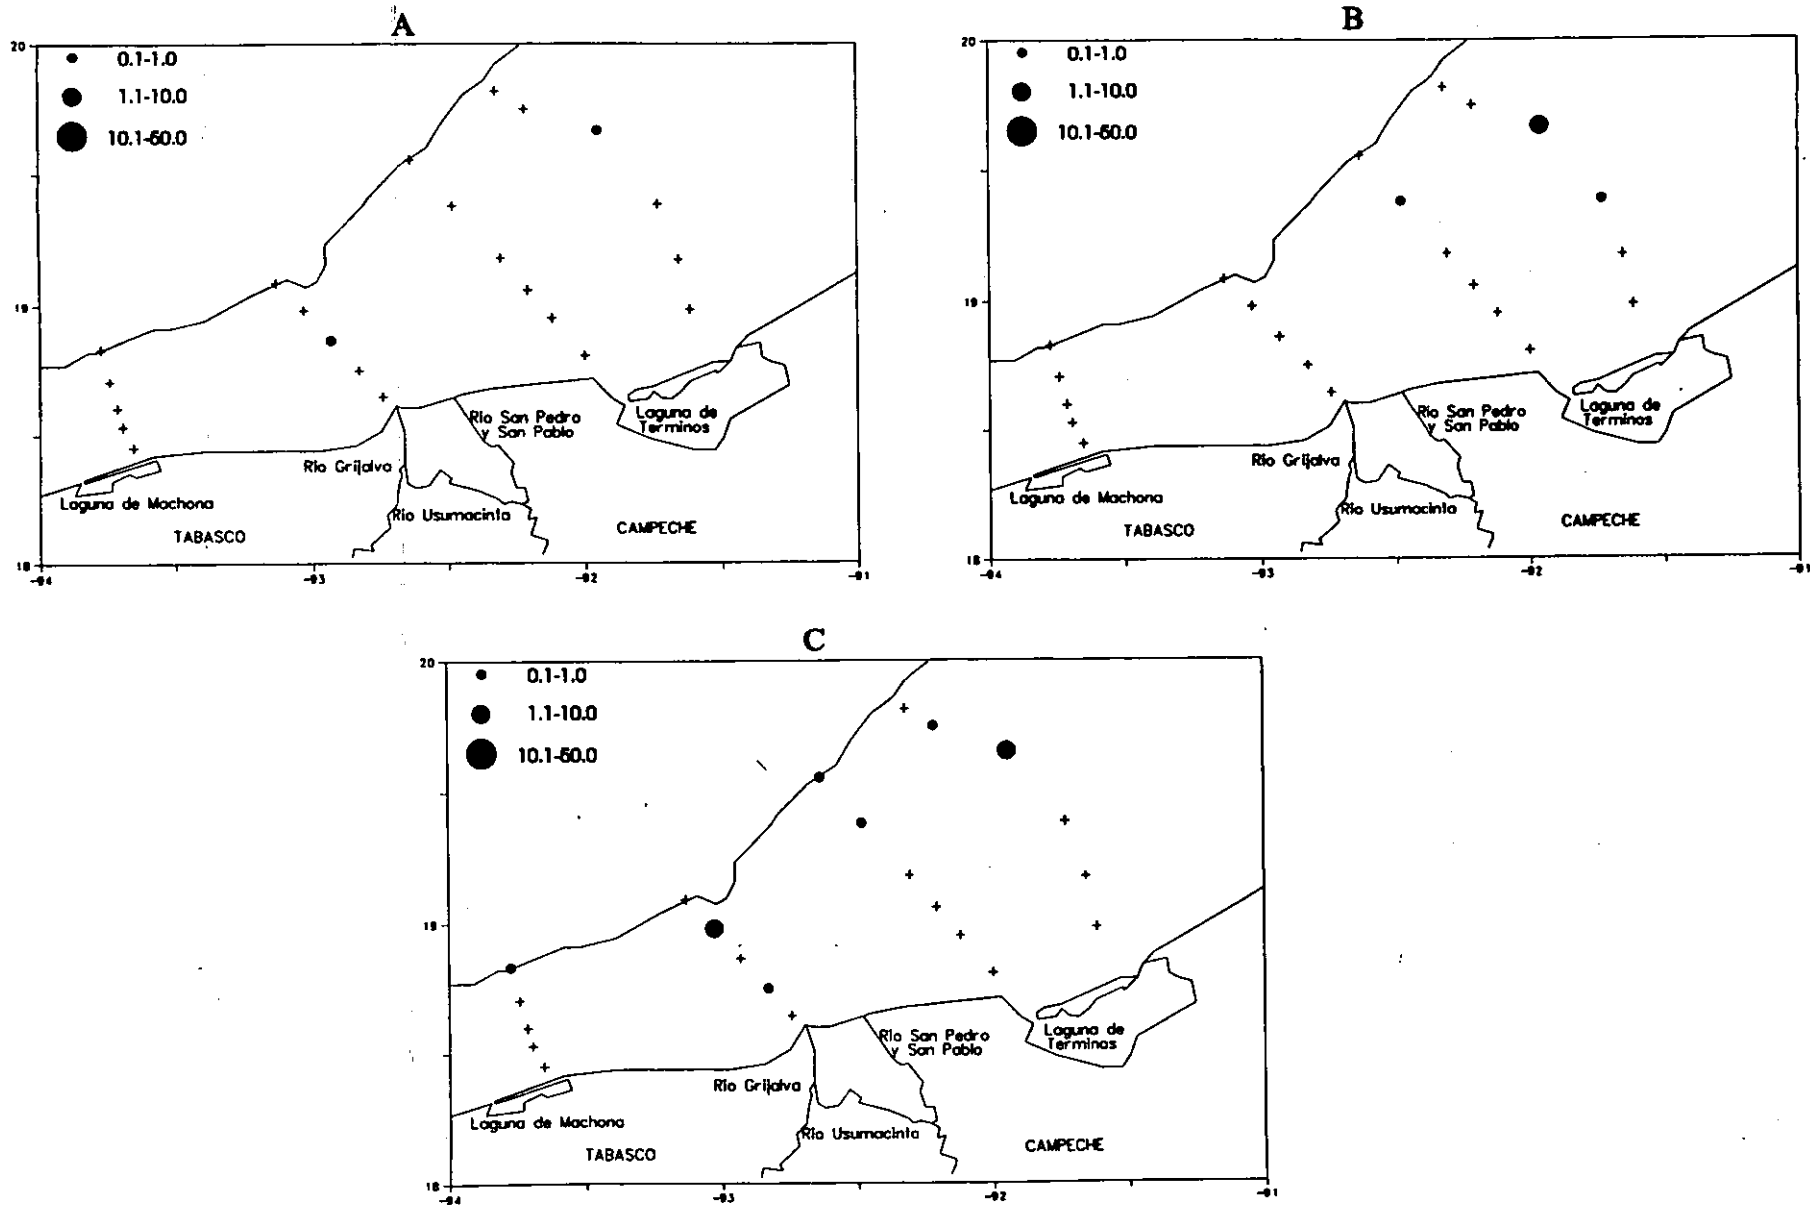 A
20
0.1-1.0
1.1-10.0
10.1-60.0
19
Rio San Pedro
y San Pablo
Laguna de
Terminos
Rio Grijalva
Laguna de Machona
Rio Usumacinta
TABASCO
CAMPECHE
18
-94
-93
-92
-91
B
20
0.1-1.0
1.1-10.0
10.1-60.0
19
Rio San Pedro
y San Pablo
Laguna de
Terminos
Rio Grijalva
Laguna de Machona
Rio Usumacinta
TABASCO
CAMPECHE
18
-94
-93
-92
-91
C
20
0.1-1.0
1.1-10.0
10.1-60.0
19
Rio San Pedro
y San Pablo
Laguna de
Terminos
Rio Grijalva
Laguna de Machona
Rio Usumacinta
TABASCO
CAMPECHE
18
-94
-93
-92
-91